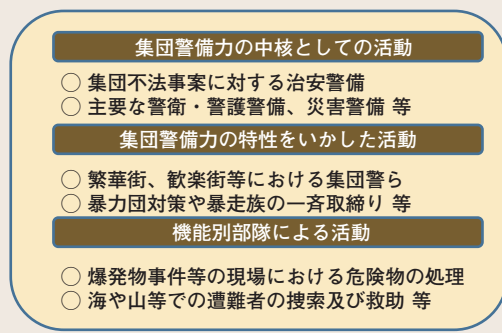 集団警備力の中核としての活動
○ 集団不法事案に対する治安警備
○ 主要な警衛・警護警備、災害警備 等
集団警備力の特性をいかした活動
○ 繁華街、歓楽街等における集団警ら
○ 暴力団対策や暴走族の一斉取締り 等
機能別部隊による活動
○ 爆発物事件等の現場における危険物の処理
○ 海や山等での遭難者の捜索及び救助 等